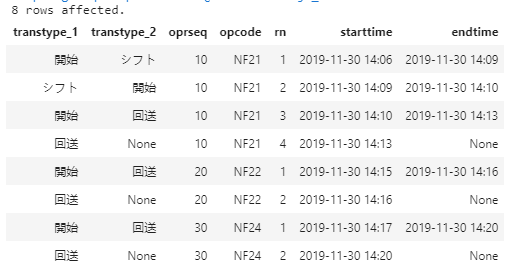 8 rows affected.
transtype_1 transtype_2 oprseq opcode rn starttime endtime
開始 シフト 10 NF21 1 2019-11-30 14:06 2019-11-30 14:09
シフト 開始 10 NF21 2 2019-11-30 14:09 2019-11-30 14:10
開始 回送 10 NF21 3 2019-11-30 14:10 2019-11-30 14:13
回送 None 10 NF21 4 2019-11-30 14:13 None
開始 回送 20 NF22 1 2019-11-30 14:15 2019-11-30 14:16
回送 None 20 NF22 2 2019-11-30 14:16 None
開始 回送 30 NF24 1 2019-11-30 14:17 2019-11-30 14:20
回送 None 30 NF24 2 2019-11-30 14:20 None